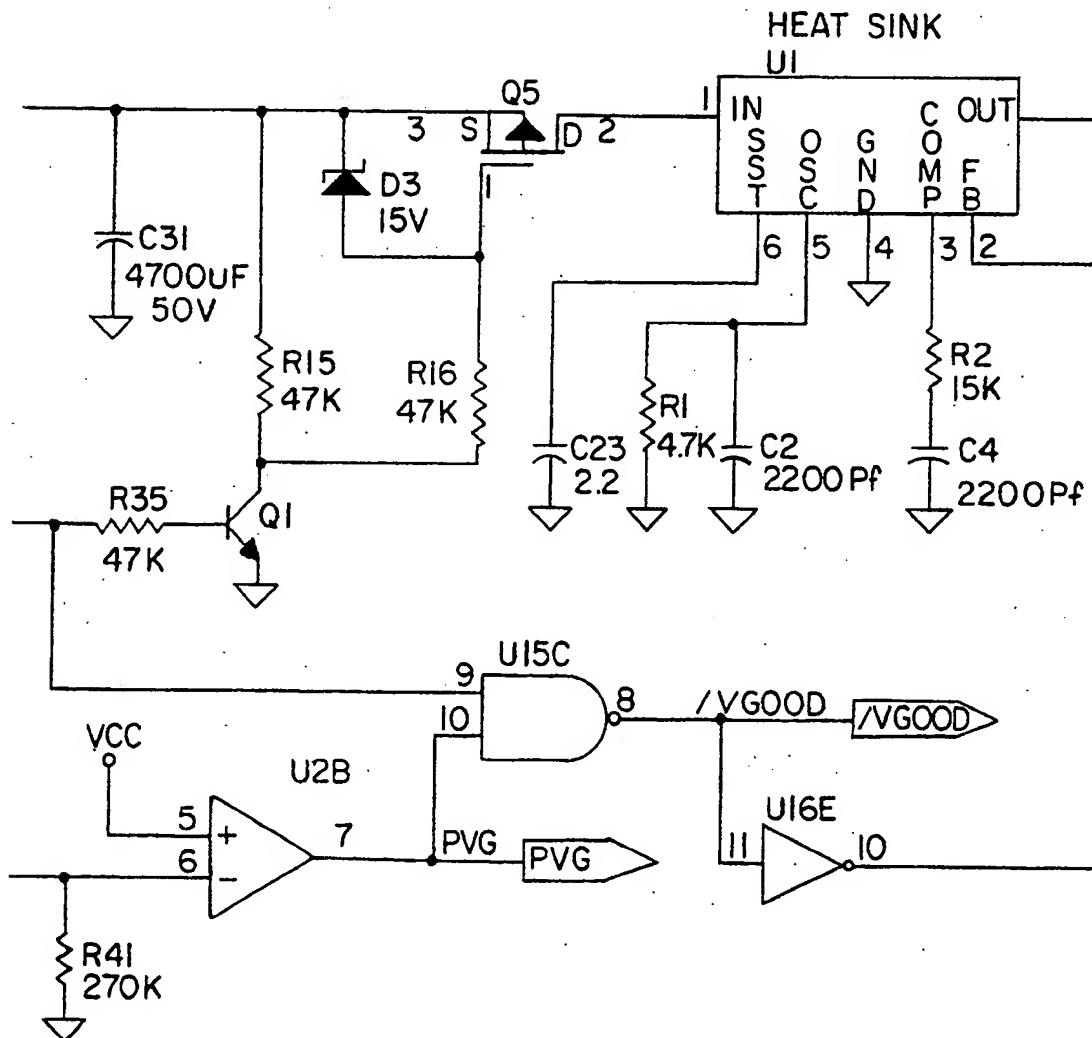 HEAT SINK
U1
Q5
3 S D 2
1
1 IN
SST
OSC
GND
COMP
OUT
FB
6 5 4 3 2
D3
15V
C31
4700uF
50V
R15
47K
R16
47K
R1
4.7K
C23
2.2
C2
2200Pf
R2
15K
C4
2200Pf
R35
47K
Q1
U15C
9
10
8
/VGOOD
/VGOOD
VCC
U2B
5 +
6 -
7
PVG
PVG
U16E
11
10
R41
270K